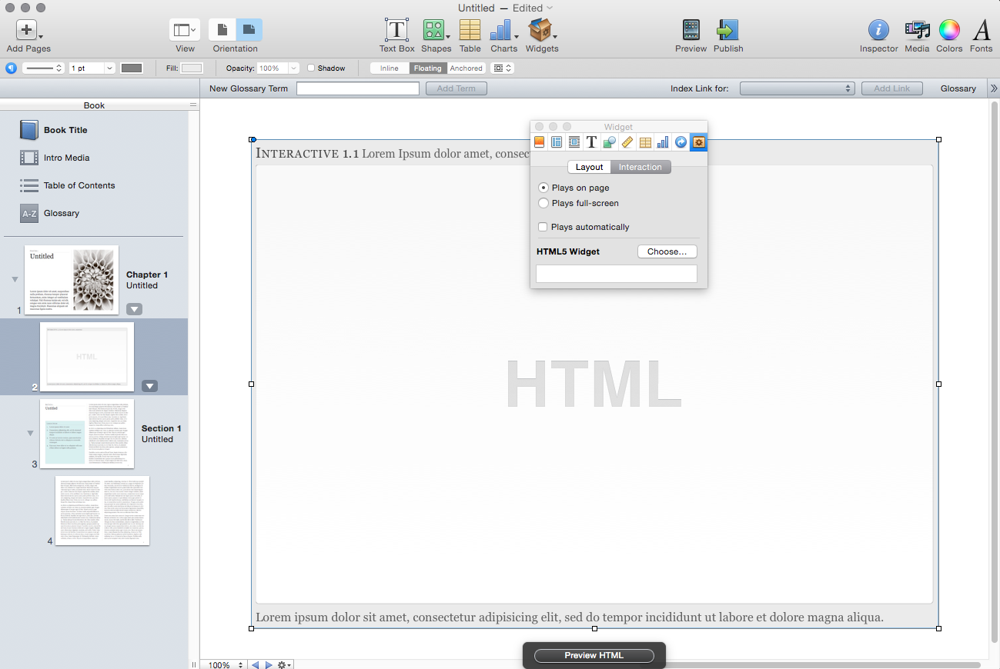 Untitled — Edited
Add Pages
View
Orientation
T
Text Box
Shapes
Table
Charts
Widgets
Preview
Publish
i
Inspector
Media
Colors
A
Fonts
1 pt
Fill:
Opacity: 100%
Shadow
Inline Floating Anchored
New Glossary Term
Add Term
Index Link for:
Add Link
Glossary
Book
Book Title
Intro Media
Table of Contents
A-Z Glossary
Untitled
Chapter 1
Untitled
1
HTML
2
Untitled
Section 1
Untitled
3
4
Widget
T
INTERACTIVE 1.1 Lorem Ipsum dolor amet, consec
Layout Interaction
Plays on page
Plays full-screen
Plays automatically
HTML5 Widget Choose...
HTML
Lorem ipsum dolor sit amet, consectetur adipisicing elit, sed do tempor incididunt ut labore et dolore magna aliqua.
Preview HTML
100%